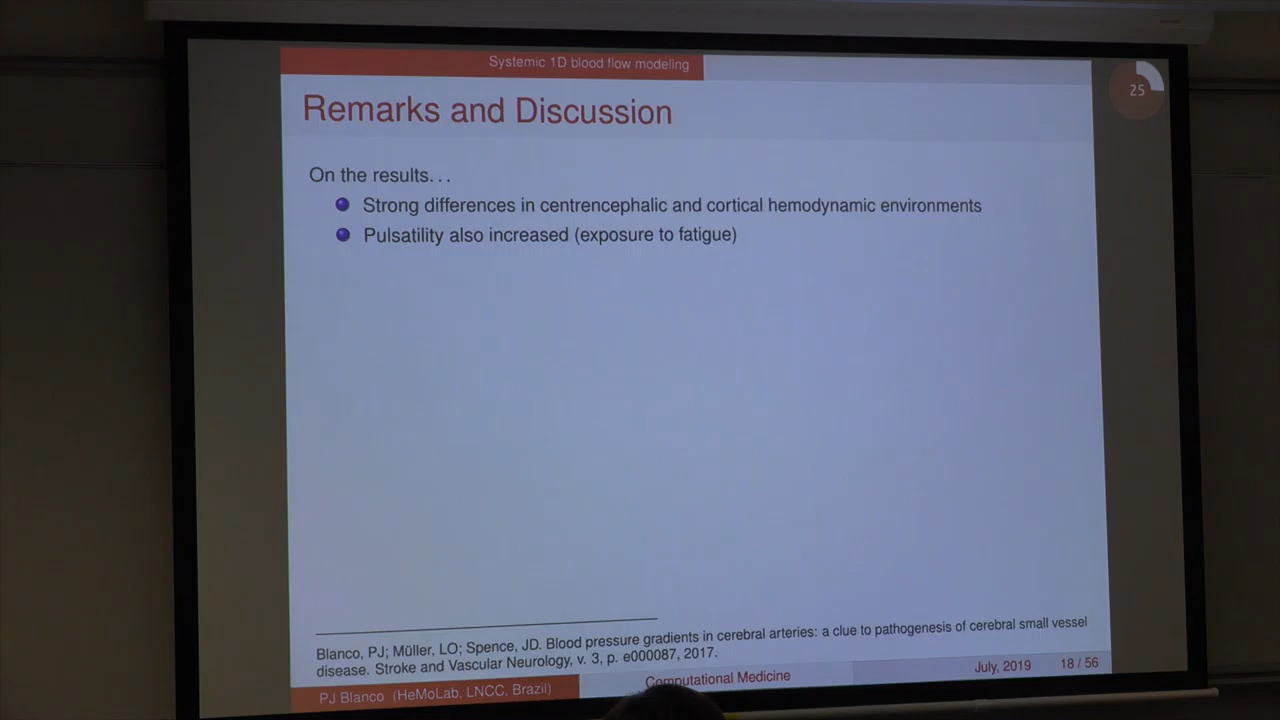 Systemic 1D blood flow modeling
25
Remarks and Discussion
On the results...
Strong differences in centrencephalic and cortical hemodynamic environments
Pulsatility also increased (exposure to fatigue)
Blanco, PJ; Müller, LO; Spence, JD. Blood pressure gradients in cerebral arteries: a clue to pathogenesis of cerebral small vessel
disease. Stroke and Vascular Neurology, v. 3, p. e000087, 2017.
PJ Blanco (HeMoLab, LNCC, Brazil)
Computational Medicine
July, 2019
18 / 56